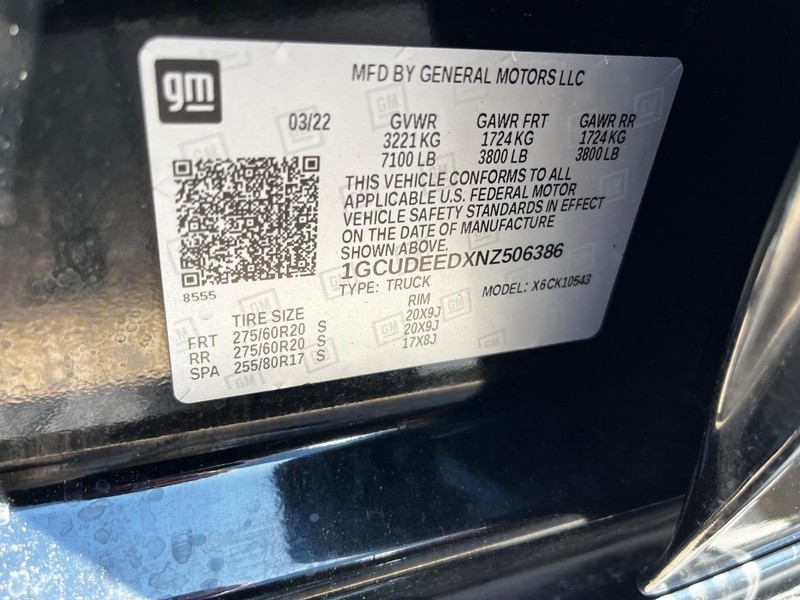 gm
MFD BY GENERAL MOTORS LLC
03/22 GVWR GAWR FRT GAWR RR
3221 KG 1724 KG 1724 KG
7100 LB 3800 LB 3800 LB
THIS VEHICLE CONFORMS TO ALL
APPLICABLE U.S. FEDERAL MOTOR
VEHICLE SAFETY STANDARDS IN EFFECT
ON THE DATE OF MANUFACTURE
SHOWN ABOVE.
1GCUDEEDXNZ506386
8555
TYPE: TRUCK MODEL: X6CK10543
TIRE SIZE RIM
FRT 275/60R20 S 20X9J
RR 275/60R20 S 20X9J
SPA 255/80R17 S 17X8J